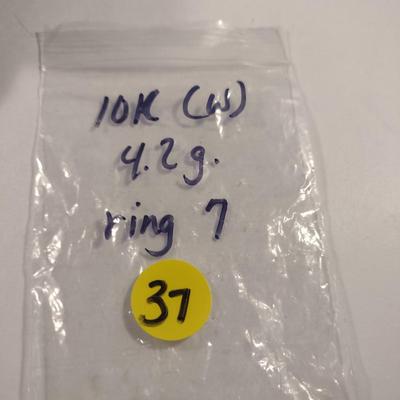 10K (W)
4.2g.
ring 7
37